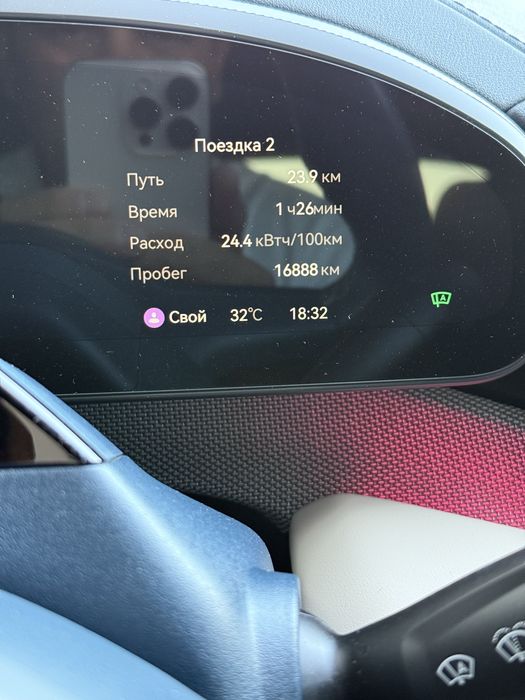 Поездка 2
Путь 23.9 км
Время 1 ч26мин
Расход 24.4 кВтч/100км
Пробег 16888 км
Свой 32°C 18:32
A
A